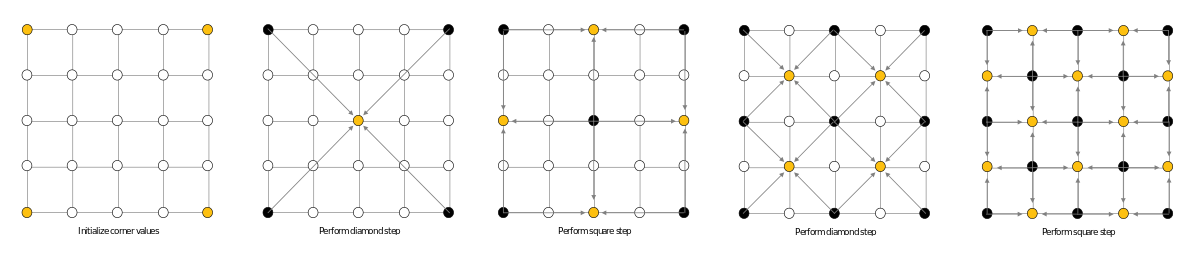 Initialize corner values
Perform diamond step
Perform square step
Perform diamond step
Perform square step